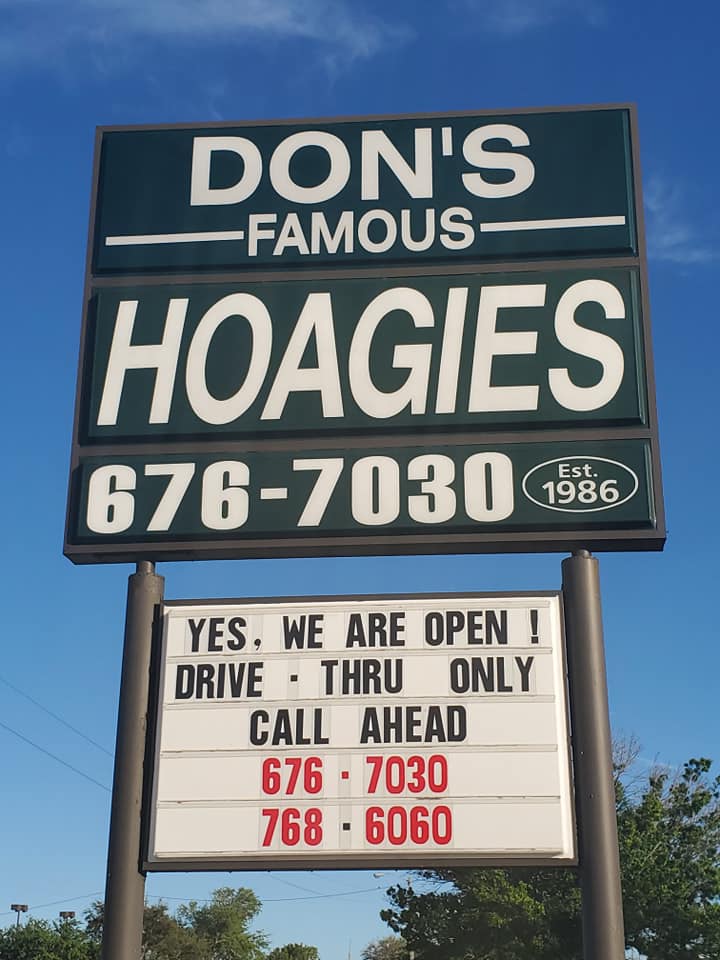 DON'S
FAMOUS
HOAGIES
676-7030
Est.
1986
YES, WE ARE OPEN !
DRIVE - THRU ONLY
CALL AHEAD
676 - 7030
768 - 6060